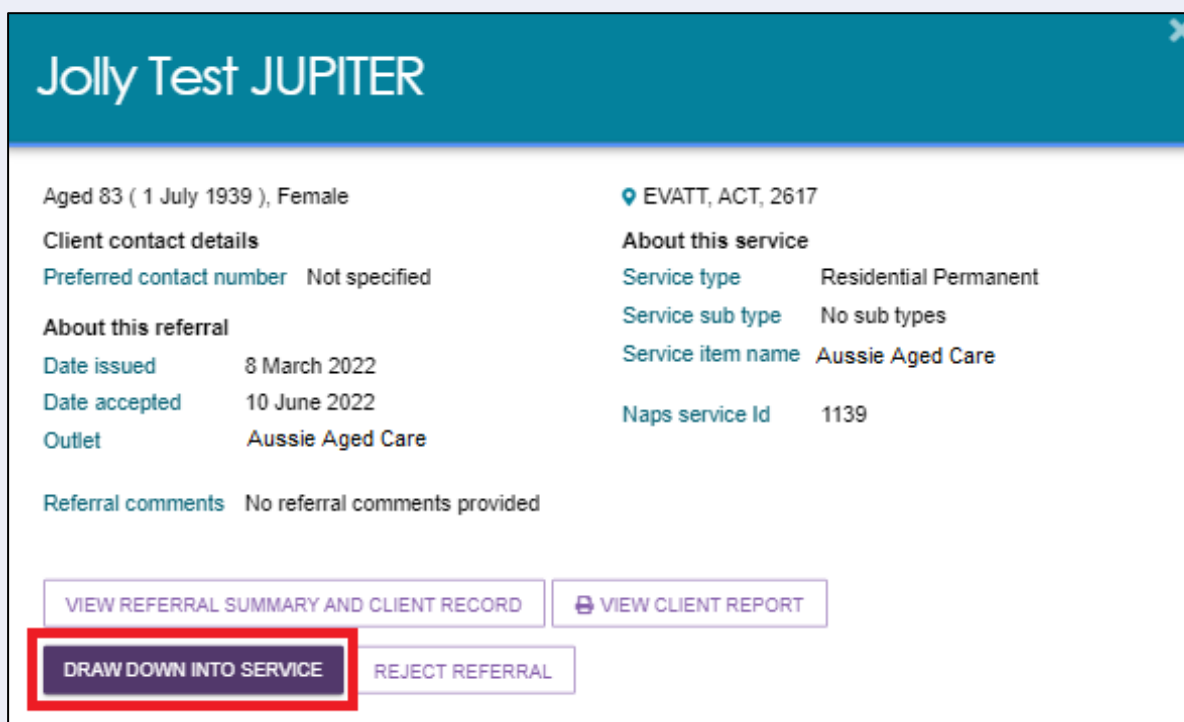 Jolly Test JUPITER
Aged 83 ( 1 July 1939 ), Female
EVATT, ACT, 2617
Client contact details
Preferred contact number Not specified
About this referral
Date issued 8 March 2022
Date accepted 10 June 2022
Outlet Aussie Aged Care
Referral comments No referral comments provided
About this service
Service type Residential Permanent
Service sub type No sub types
Service item name Aussie Aged Care
Naps service Id 1139
VIEW REFERRAL SUMMARY AND CLIENT RECORD
VIEW CLIENT REPORT
DRAW DOWN INTO SERVICE
REJECT REFERRAL